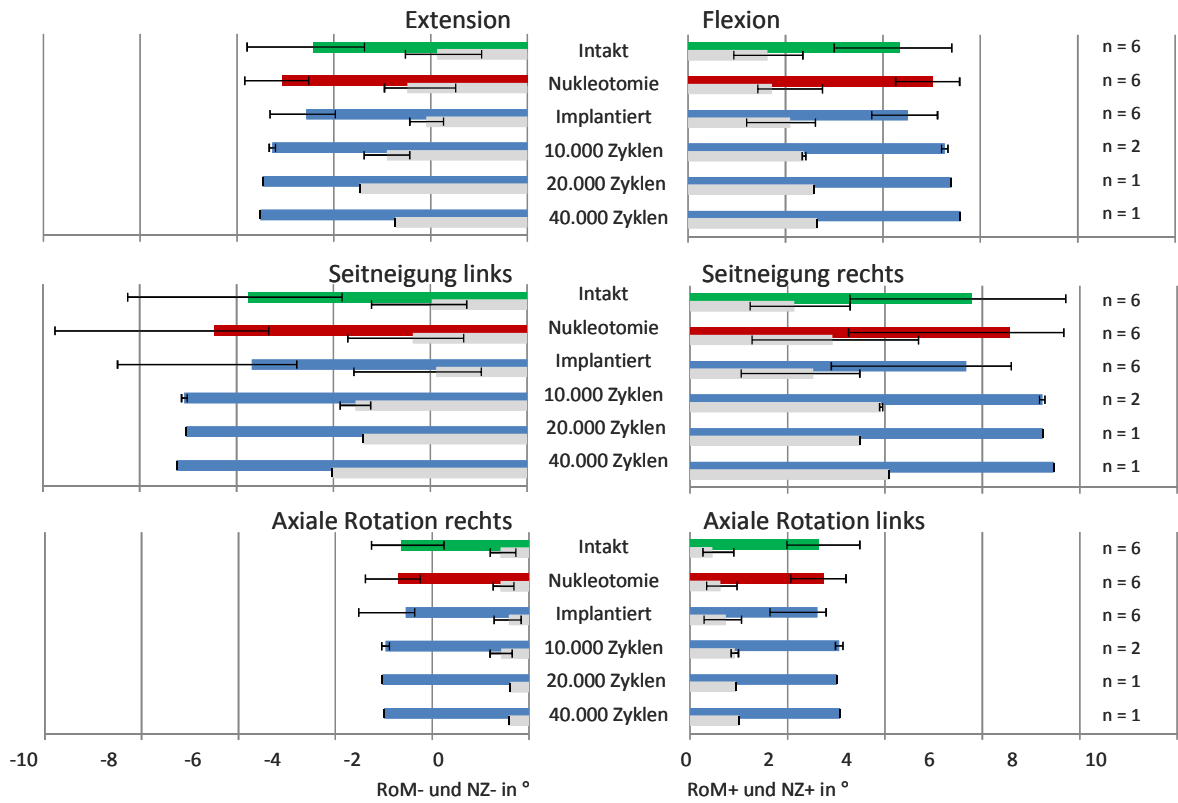 Extension Flexion
Intakt n = 6
Nukleotomie n = 6
Implantiert n = 6
10.000 Zyklen n = 2
20.000 Zyklen n = 1
40.000 Zyklen n = 1
Seitneigung links Seitneigung rechts
Intakt n = 6
Nukleotomie n = 6
Implantiert n = 6
10.000 Zyklen n = 2
20.000 Zyklen n = 1
40.000 Zyklen n = 1
Axiale Rotation rechts Axiale Rotation links
Intakt n = 6
Nukleotomie n = 6
Implantiert n = 6
10.000 Zyklen n = 2
20.000 Zyklen n = 1
40.000 Zyklen n = 1
-10 -8 -6 -4 -2 0 0 2 4 6 8 10
RoM- und NZ- in ° RoM+ und NZ+ in °